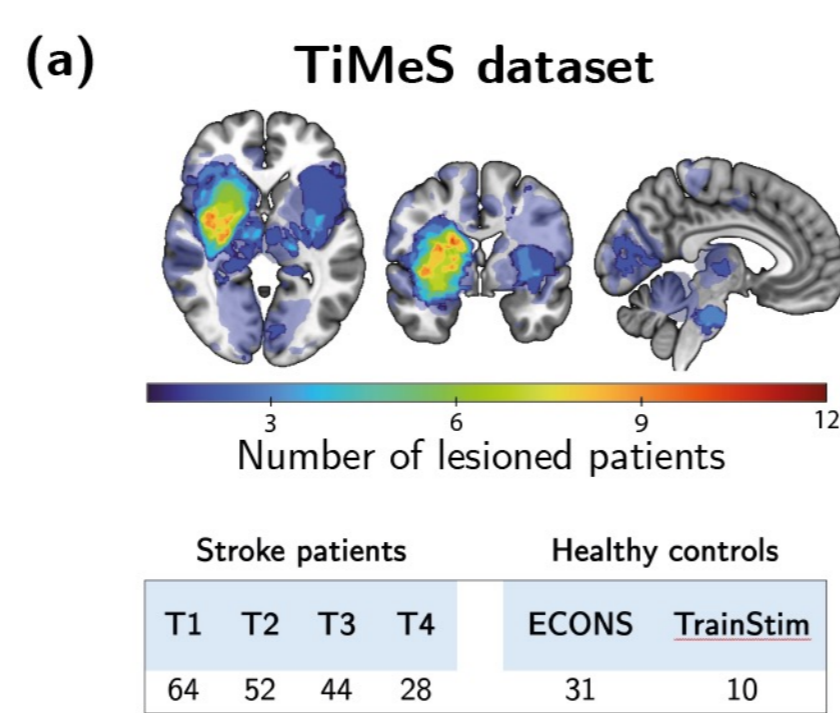 (a) TiMeS dataset
3 6 9 12
Number of lesioned patients
Stroke patients Healthy controls
T1 T2 T3 T4 ECONS TrainStim
64 52 44 28 31 10